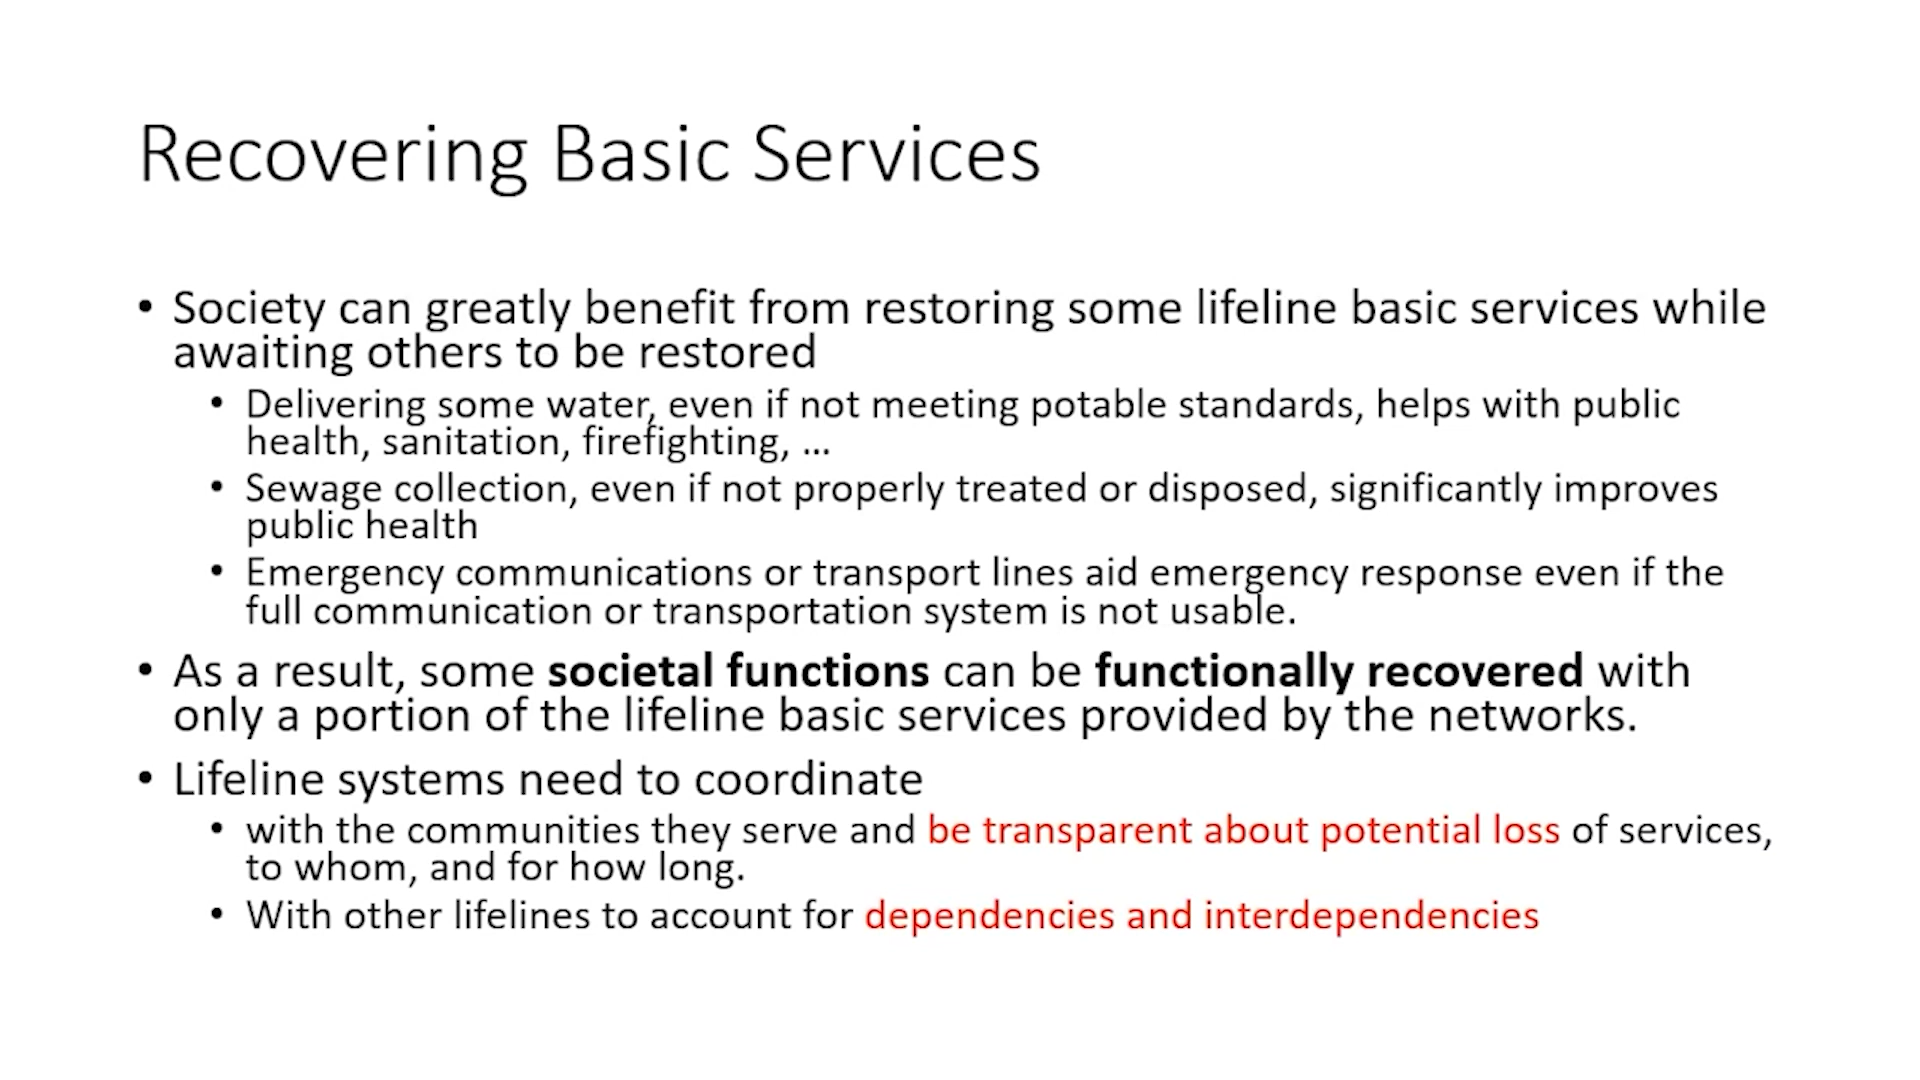 Recovering Basic Services
• Society can greatly benefit from restoring some lifeline basic services while
awaiting others to be restored
• Delivering some water, even if not meeting potable standards, helps with public
health, sanitation, firefighting, ...
• Sewage collection, even if not properly treated or disposed, significantly improves
public health
• Emergency communications or transport lines aid emergency response even if the
full communication or transportation system is not usable.
• As a result, some societal functions can be functionally recovered with
only a portion of the lifeline basic services provided by the networks.
• Lifeline systems need to coordinate
• with the communities they serve and be transparent about potential loss of services,
to whom, and for how long.
• With other lifelines to account for dependencies and interdependencies